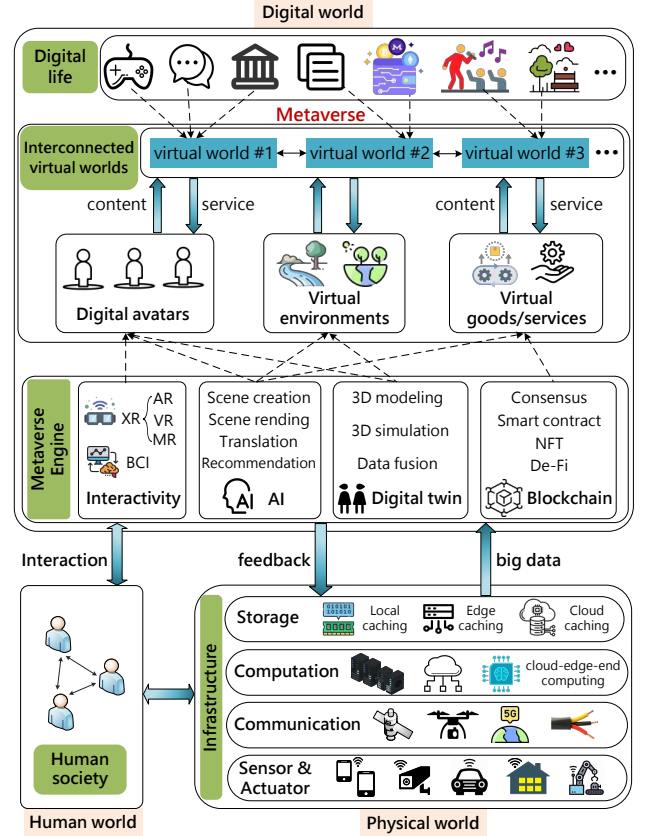 Digital world
Digital
life
...
Metaverse
Interconnected
virtual worlds
virtual world #1
virtual world #2
virtual world #3
...
content
service
content
service
Digital avatars
Virtual
environments
Virtual
goods/services
Metaverse
Engine
XR
AR
VR
MR
BCI
Interactivity
Scene creation
Scene rending
Translation
Recommendation
AI
AI
3D modeling
3D simulation
Data fusion
Digital twin
Consensus
Smart contract
NFT
De-Fi
Blockchain
Interaction
feedback
big data
Human
society
Human world
Infrastructure
Storage
010101
101010
Local
caching
Edge
caching
Cloud
caching
Computation
cloud-edge-end
computing
Communication
5G
Sensor &
Actuator
Physical world